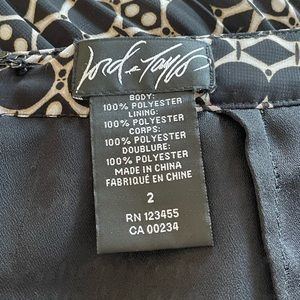 Lord & Taylor
BODY:
100% POLYESTER
LINING:
100% POLYESTER
CORPS:
100% POLYESTER
DOUBLURE:
100% POLYESTER
MADE IN CHINA
FABRIQUÉ EN CHINE
2
RN 123455
CA 00234